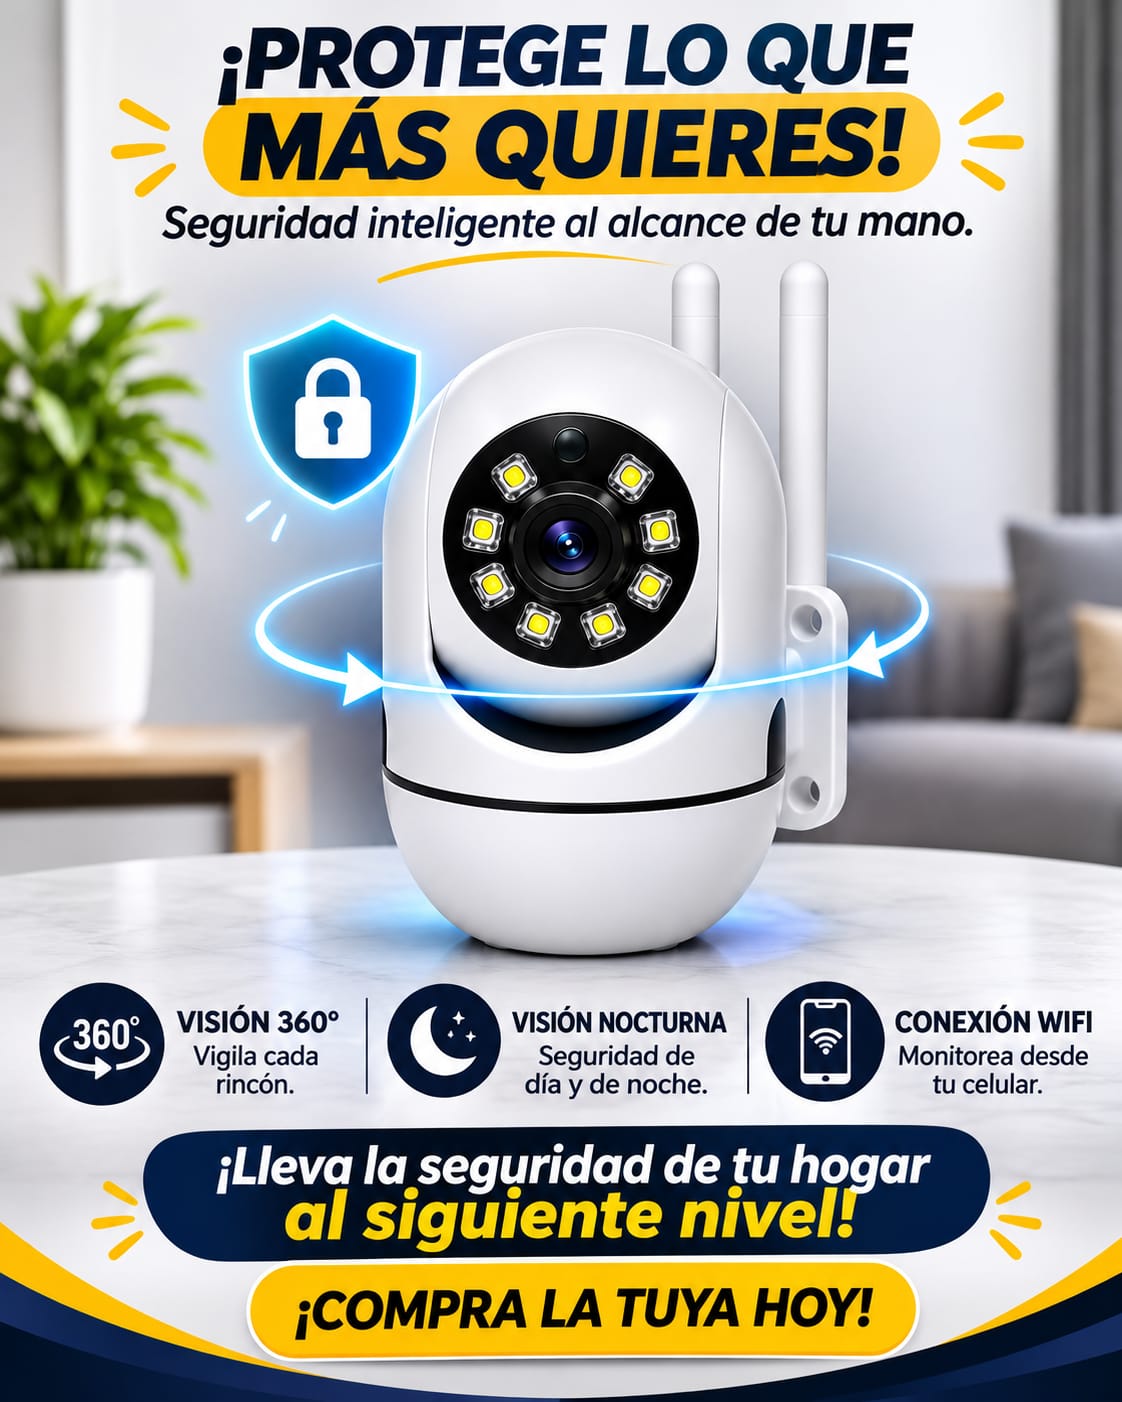 ¡PROTEGE LO QUE
MÁS QUIERES!
Seguridad inteligente al alcance de tu mano.
360°
VISIÓN 360°
Vigila cada
rincón.
VISIÓN NOCTURNA
Seguridad de
día y de noche.
CONEXIÓN WIFI
Monitorea desde
tu celular.
¡Lleva la seguridad de tu hogar
al siguiente nivel!
¡COMPRA LA TUYA HOY!